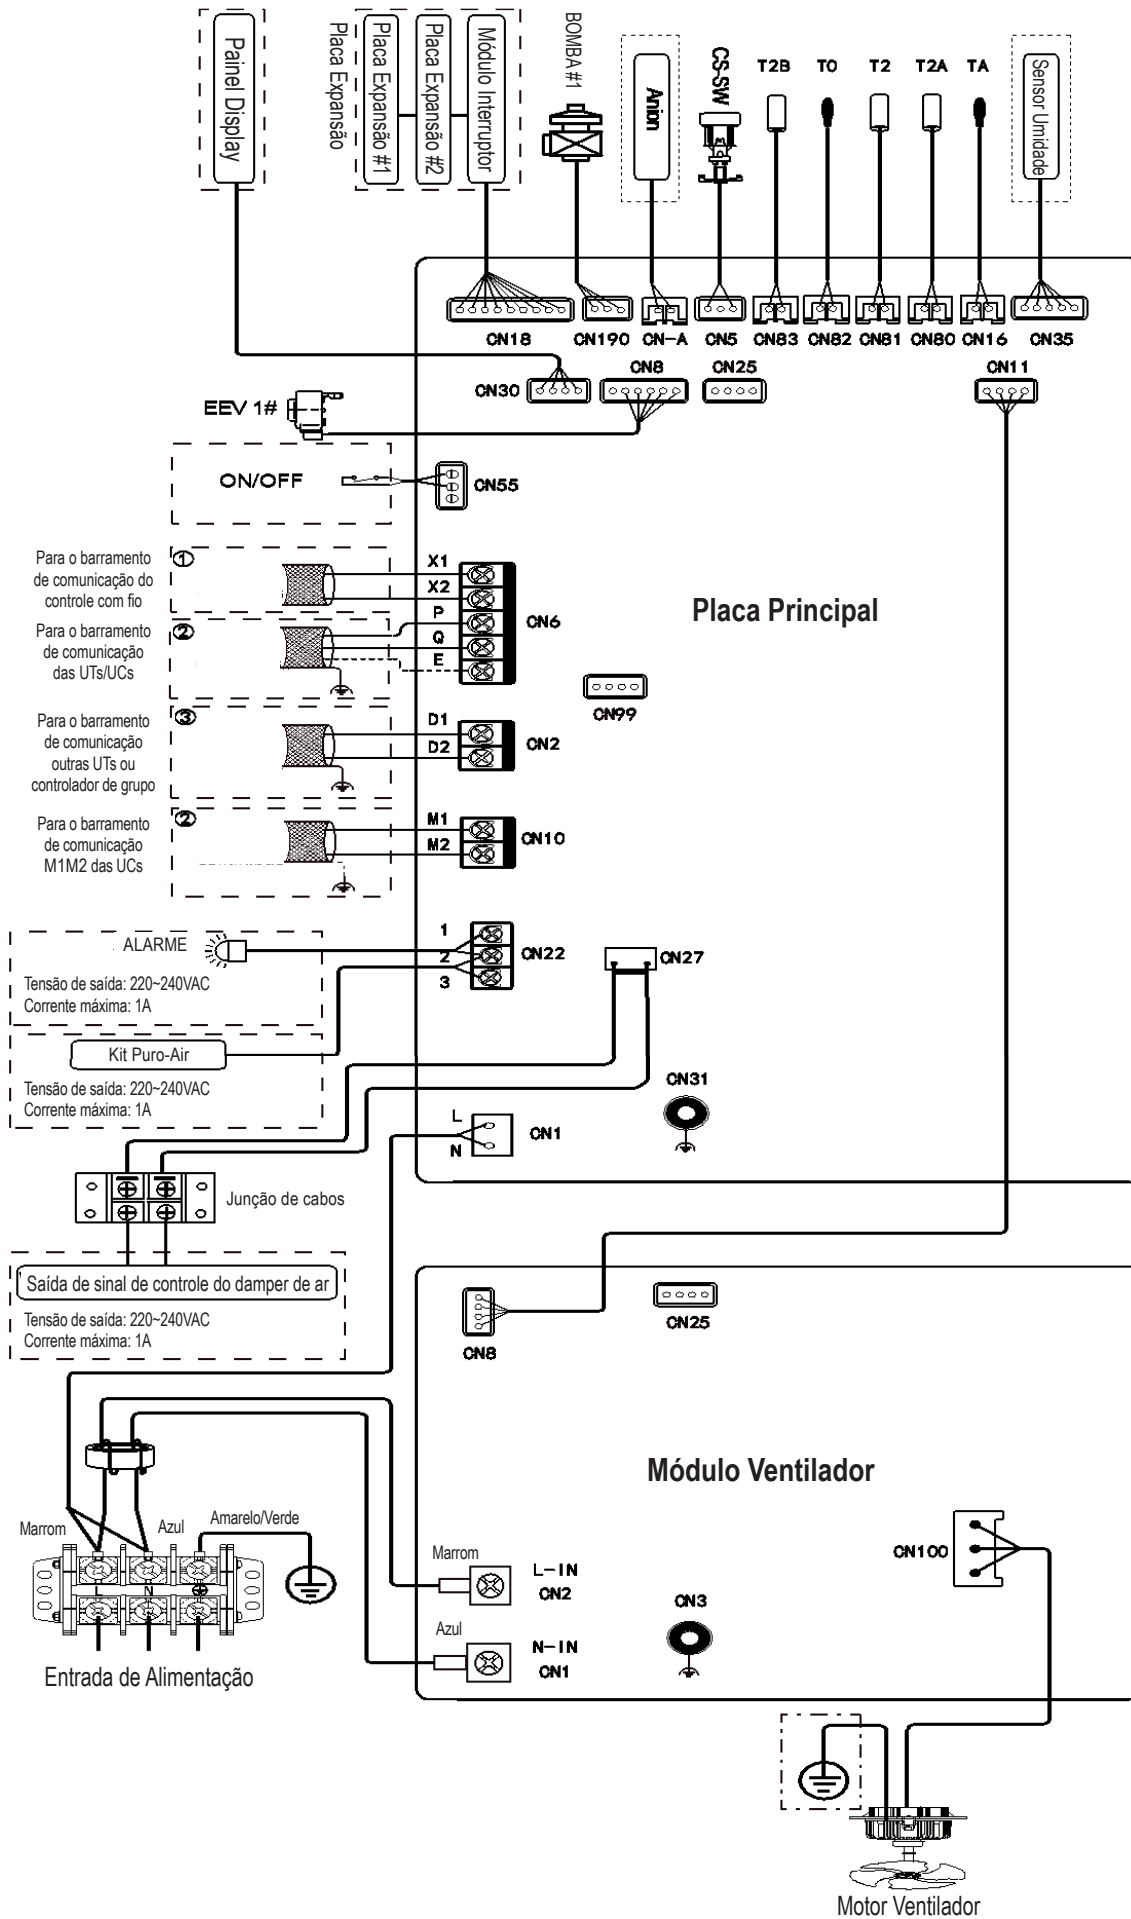 Painel Display
Placa Expansão
Placa Expansão #1
Placa Expansão #2
Módulo Interruptor
BOMBA #1
Anion
CS-SW
T2B
T0
T2
T2A
TA
Sensor Umidade
CN18
CN190
CN-A
CN5
CN83
CN82
CN81
CN80
CN16
CN35
CN30
CN8
CN25
CN11
EEV 1#
ON/OFF
CN55
Para o barramento
de comunicação do
controle com fio
1
X1
X2
P
Q
E
CN6
Placa Principal
Para o barramento
de comunicação
das UTs/UCs
2
CN99
Para o barramento
de comunicação
outras UTs ou
controlador de grupo
3
D1
D2
CN2
Para o barramento
de comunicação
M1M2 das UCs
2
M1
M2
CN10
ALARME
Tensão de saída: 220~240VAC
Corrente máxima: 1A
1
2
3
CN22
CN27
Kit Puro-Air
Tensão de saída: 220~240VAC
Corrente máxima: 1A
CN31
L
N
CN1
Junção de cabos
Saída de sinal de controle do damper de ar
Tensão de saída: 220~240VAC
Corrente máxima: 1A
CN8
CN25
Módulo Ventilador
Marrom
Azul
Amarelo/Verde
L
N
Entrada de Alimentação
Marrom
L-IN
CN2
Azul
N-IN
CN1
CN3
CN100
Motor Ventilador